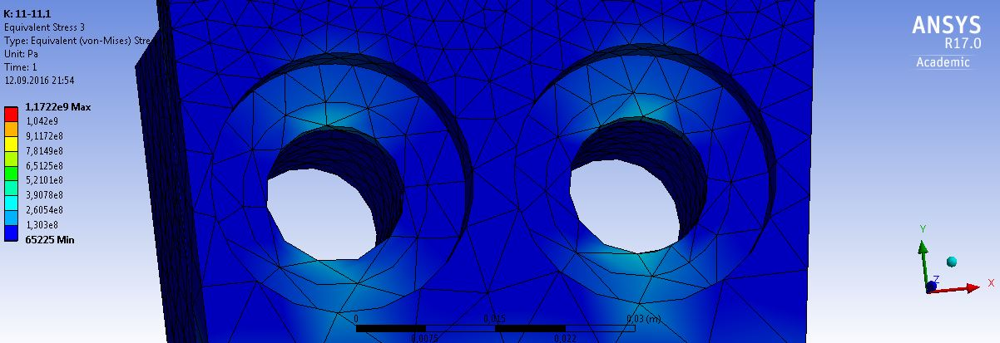 K: 11-11,1
Equivalent Stress 3
Type: Equivalent (von-Mises) Stre
Unit: Pa
Time: 1
12.09.2016 21:54
1,1722e9 Max
1,042e9
9,1172e8
7,8149e8
6,5125e8
5,2101e8
3,9078e8
2,6054e8
1,303e8
65225 Min
ANSYS
R17.0
Academic
Y
Z
X
0
0,015
0,03 (m)
0,0075
0,022